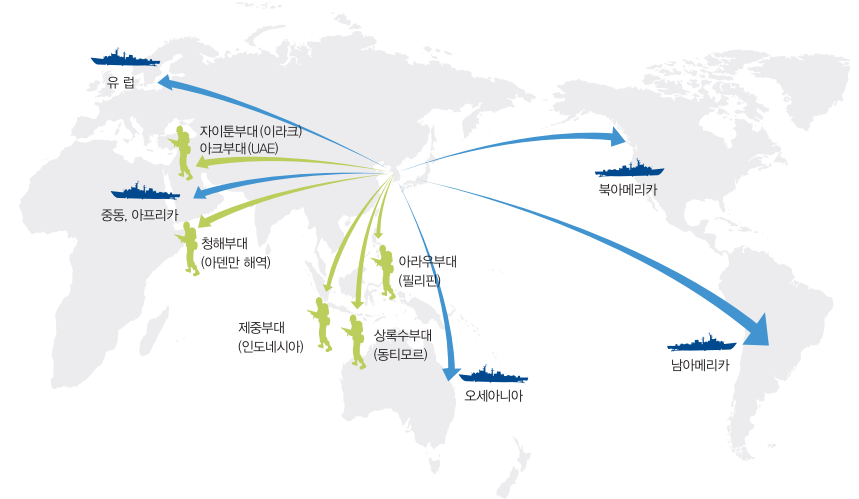 유 럽
자이툰부대 (이라크)
아크부대 (UAE)
중동, 아프리카
북아메리카
청해부대
(아덴만 해역)
아라우부대
(필리핀)
제중부대
(인도네시아)
상록수부대
(동티모르)
남아메리카
오세아니아